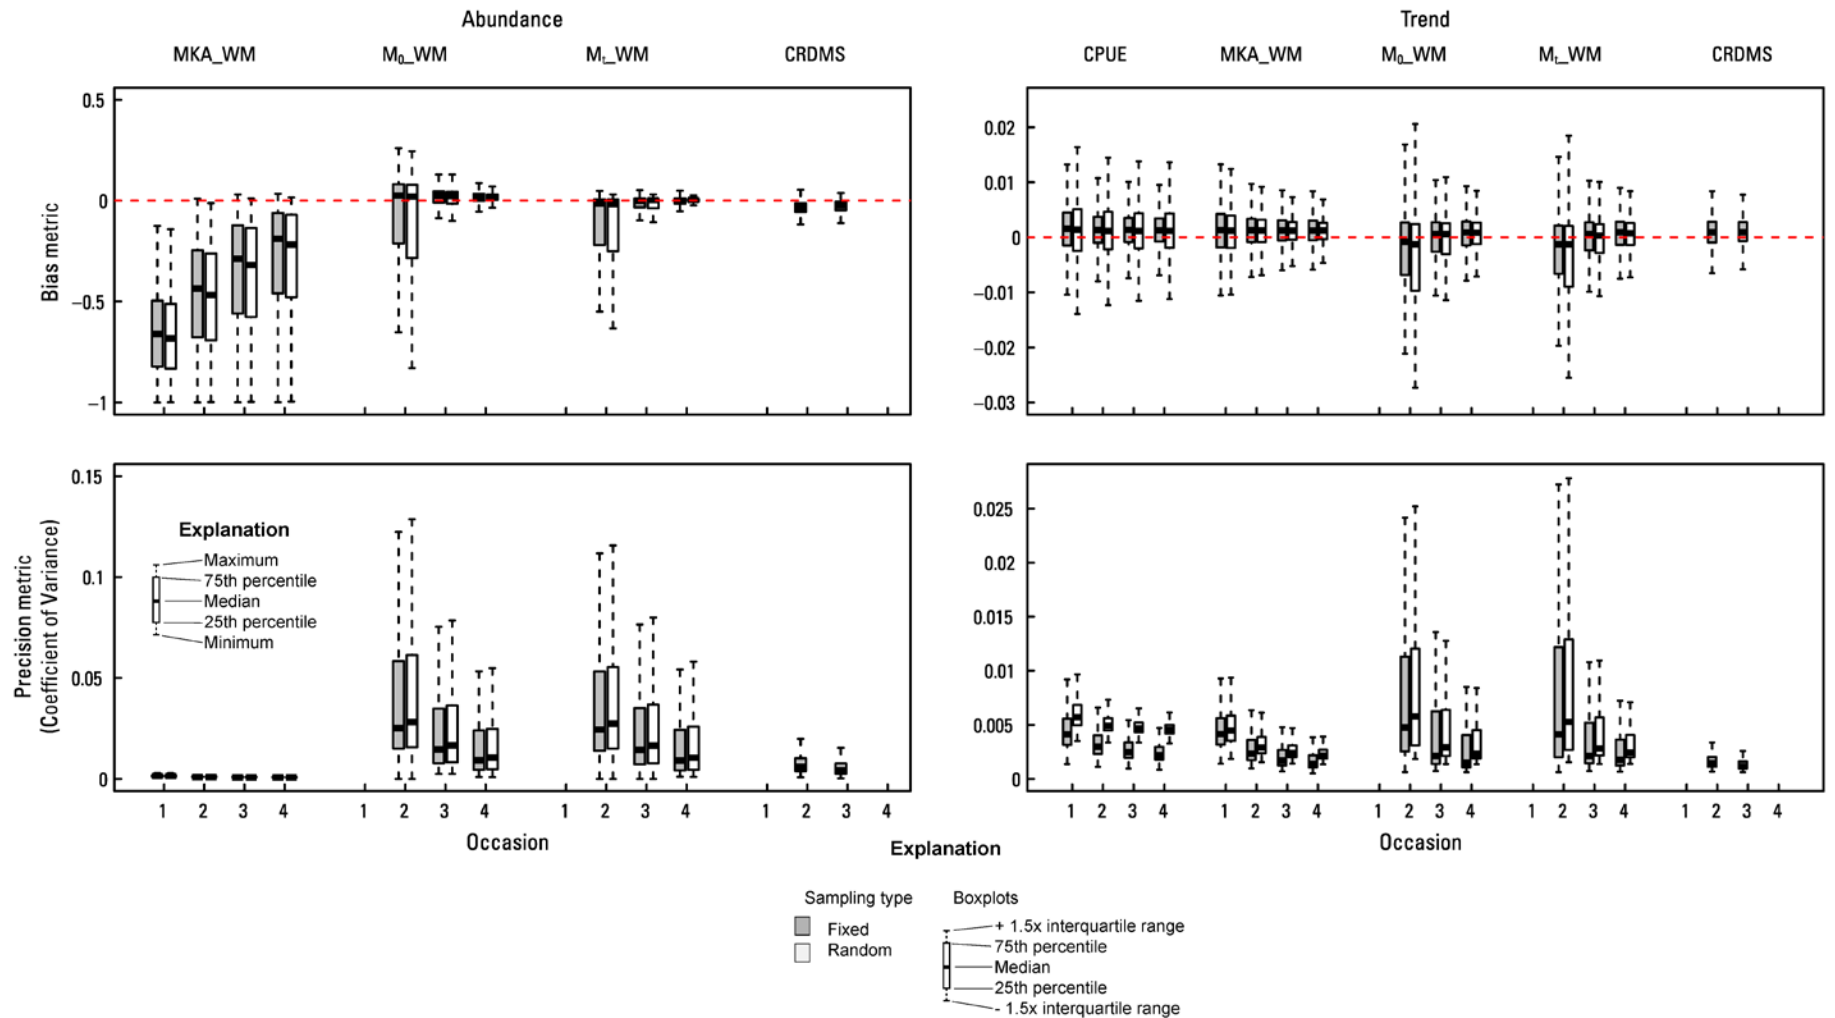 Abundance
Trend
MKA_WM
M₀_WM
Mₜ_WM
CRDMS
CPUE
MKA_WM
M₀_WM
Mₜ_WM
CRDMS
Bias metric
0.5
0
−0.5
−1
0.02
0.01
0
−0.01
−0.02
−0.03
Precision metric
(Coefficient of Variance)
0.15
0.1
0.05
0
Explanation
Maximum
75th percentile
Median
25th percentile
Minimum
0.025
0.02
0.015
0.01
0.005
0
1 2 3 4 1 2 3 4 1 2 3 4 1 2 3 4
1 2 3 4 1 2 3 4 1 2 3 4 1 2 3 4 1 2 3 4
Occasion
Occasion
Explanation
Sampling type
Fixed
Random
Boxplots
+ 1.5x interquartile range
75th percentile
Median
25th percentile
- 1.5x interquartile range